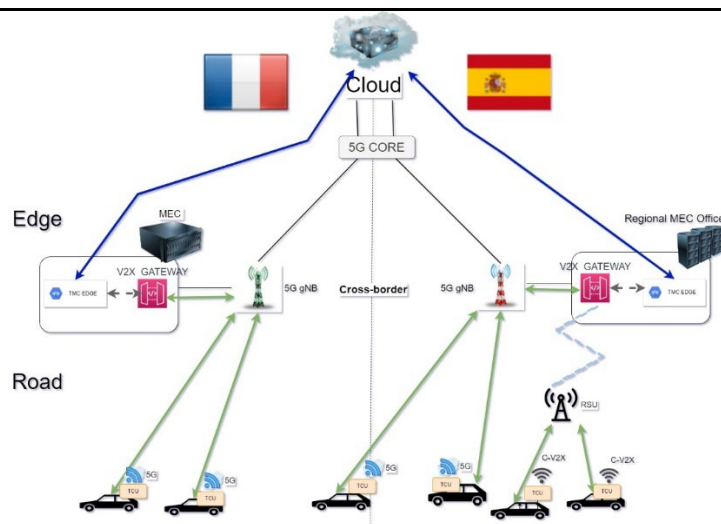 Cloud
5G CORE
Edge
MEC
Regional MEC Office
V2X GATEWAY
V2X GATEWAY
TMC EDGE
5G gNB
Cross-border
5G gNB
TMC EDGE
Road
RSU
5G
5G
5G
5G
C-V2X
C-V2X
TCU
TCU
TCU
TCU
TCU
TCU